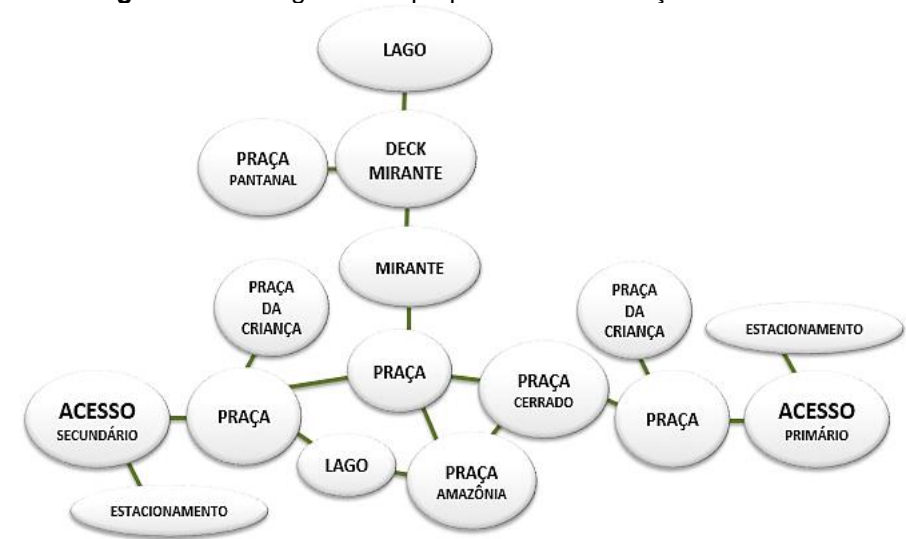 LAGO
DECK
MIRANTE
PRAÇA
PANTANAL
MIRANTE
PRAÇA
DA
CRIANÇA
PRAÇA
DA
CRIANÇA
ESTACIONAMENTO
PRAÇA
PRAÇA
CERRADO
ACESSO
SECUNDÁRIO
PRAÇA
PRAÇA
ACESSO
PRIMÁRIO
LAGO
PRAÇA
AMAZÔNIA
ESTACIONAMENTO